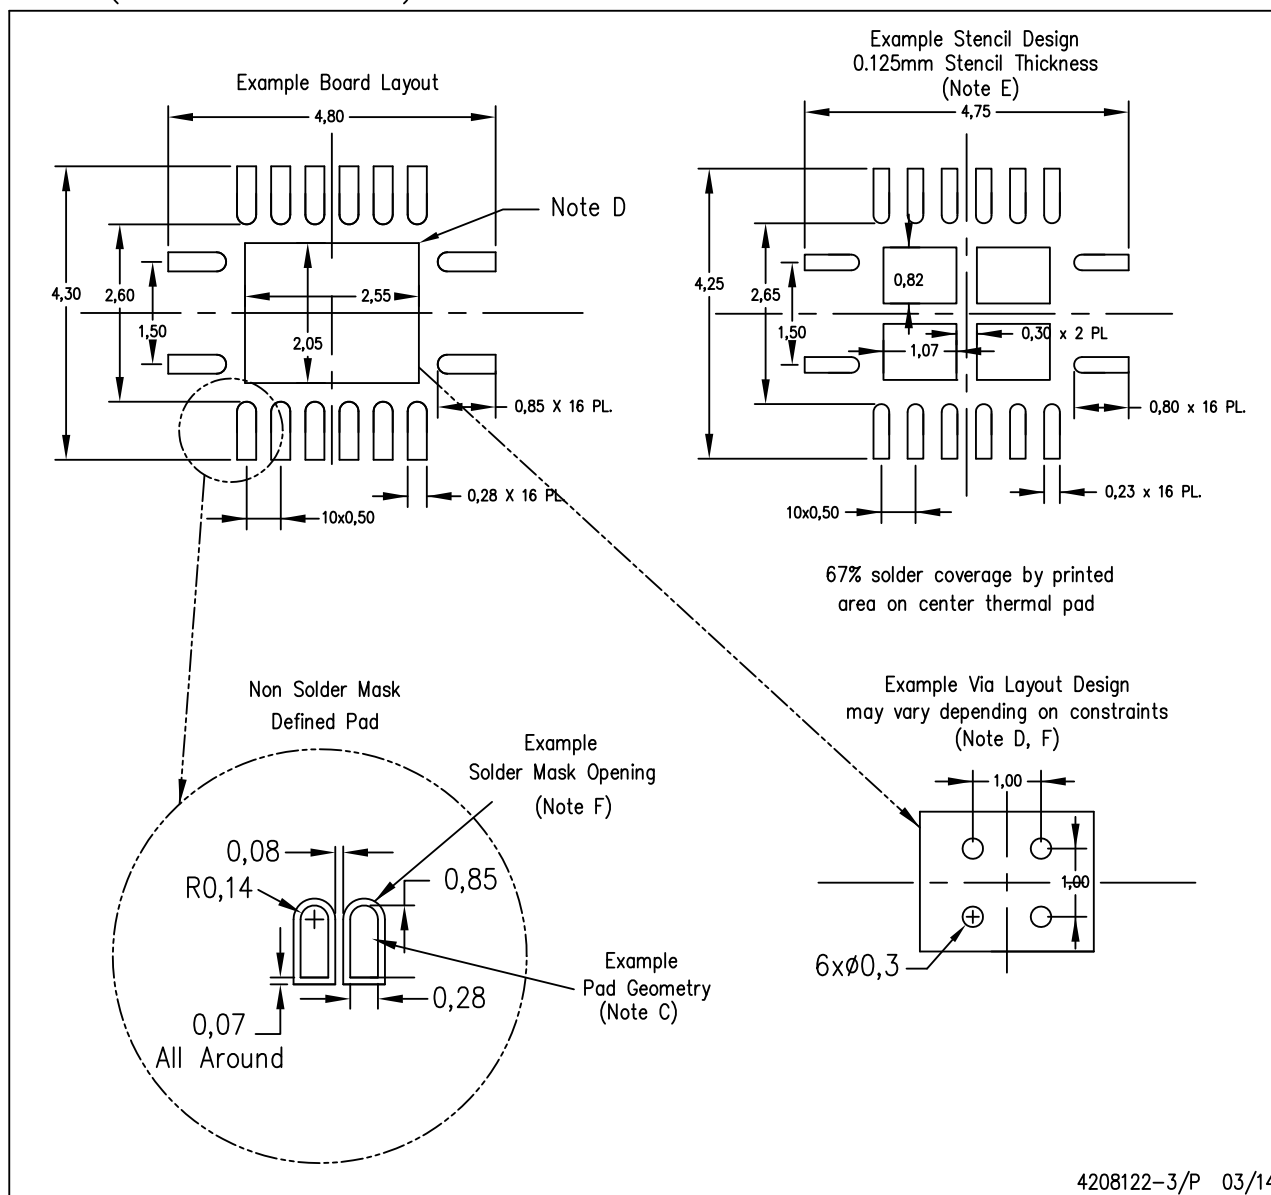 Example Board Layout
4,80
4,30
2,60
1,50
2,55
2,05
Note D
0,85 X 16 PL.
0,28 X 16 PL
10x0,50
Example Stencil Design
0.125mm Stencil Thickness
(Note E)
4,75
4,25
2,65
1,50
0,82
0,30 x 2 PL
1,07
0,80 x 16 PL.
0,23 x 16 PL.
10x0,50
67% solder coverage by printed
area on center thermal pad
Non Solder Mask
Defined Pad
Example
Solder Mask Opening
(Note F)
0,08
R0,14
0,85
0,28
0,07
All Around
Example
Pad Geometry
(Note C)
Example Via Layout Design
may vary depending on constraints
(Note D, F)
1,00
1,00
6xø0,3
4208122-3/P 03/14